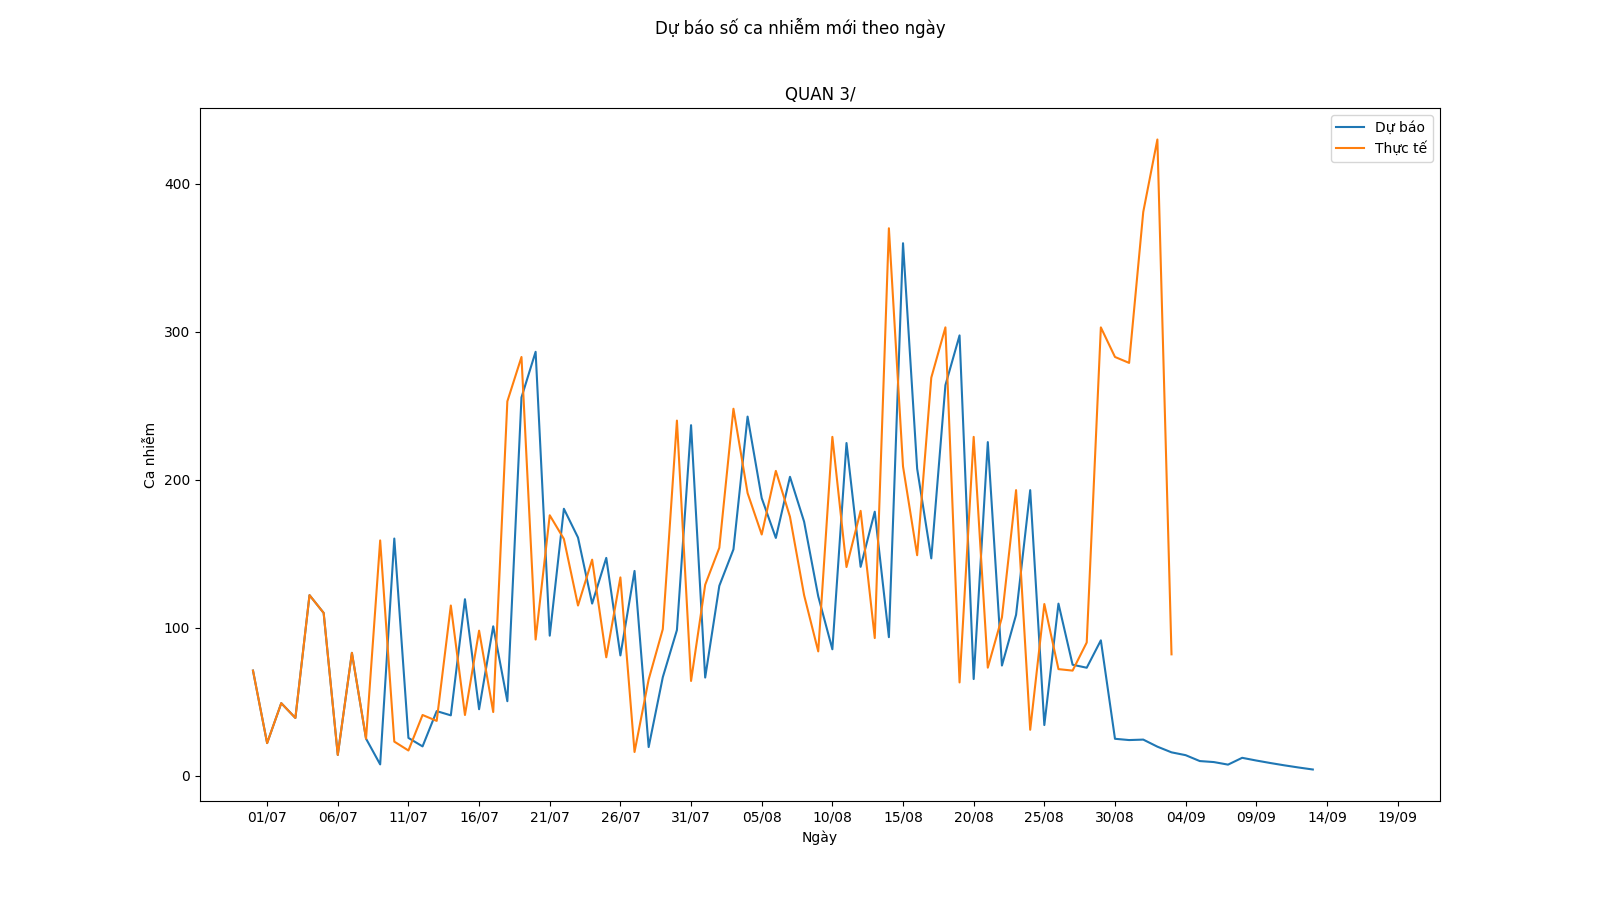 Dự báo số ca nhiễm mới theo ngày
QUAN 3/
Dự báo
Thực tế
400
300
200
100
0
Ca nhiễm
01/07 06/07 11/07 16/07 21/07 26/07 31/07 05/08 10/08 15/08 20/08 25/08 30/08 04/09 09/09 14/09 19/09
Ngày